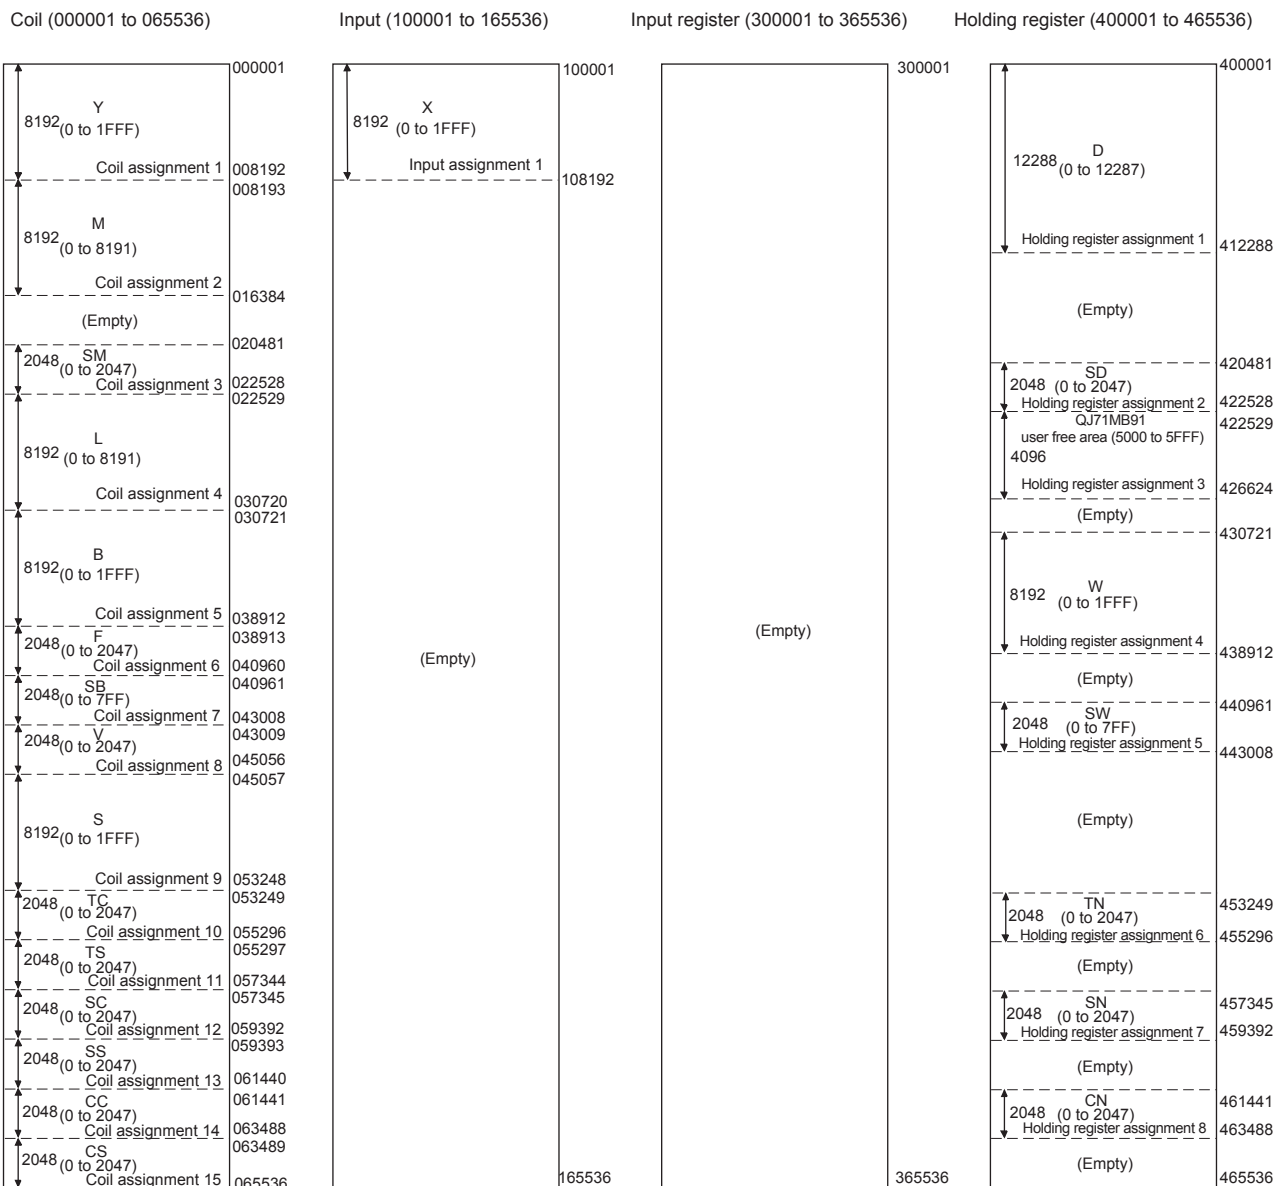 Coil (000001 to 065536)
000001
8192
Y
(0 to 1FFF)
Coil assignment 1
008192
008193
8192
M
(0 to 8191)
Coil assignment 2
016384
(Empty)
020481
2048
SM
(0 to 2047)
Coil assignment 3
022528
022529
8192
L
(0 to 8191)
Coil assignment 4
030720
030721
8192
B
(0 to 1FFF)
Coil assignment 5
038912
038913
2048
F
(0 to 2047)
Coil assignment 6
040960
040961
2048
SB
(0 to 7FF)
Coil assignment 7
043008
043009
2048
V
(0 to 2047)
Coil assignment 8
045056
045057
8192
S
(0 to 1FFF)
Coil assignment 9
053248
053249
2048
TC
(0 to 2047)
Coil assignment 10
055296
055297
2048
TS
(0 to 2047)
Coil assignment 11
057344
057345
2048
SC
(0 to 2047)
Coil assignment 12
059392
059393
2048
SS
(0 to 2047)
Coil assignment 13
061440
061441
2048
CC
(0 to 2047)
Coil assignment 14
063488
063489
2048
CS
(0 to 2047)
Coil assignment 15
065536
Input (100001 to 165536)
100001
8192
X
(0 to 1FFF)
Input assignment 1
108192
(Empty)
165536
Input register (300001 to 365536)
300001
(Empty)
365536
Holding register (400001 to 465536)
400001
12288
D
(0 to 12287)
Holding register assignment 1
412288
(Empty)
420481
2048
SD
(0 to 2047)
Holding register assignment 2
422528
422529
QJ71MB91
user free area (5000 to 5FFF)
4096
Holding register assignment 3
426624
(Empty)
430721
8192
W
(0 to 1FFF)
Holding register assignment 4
438912
(Empty)
440961
2048
SW
(0 to 7FF)
Holding register assignment 5
443008
(Empty)
453249
2048
TN
(0 to 2047)
Holding register assignment 6
455296
(Empty)
457345
2048
SN
(0 to 2047)
Holding register assignment 7
459392
(Empty)
461441
2048
CN
(0 to 2047)
Holding register assignment 8
463488
(Empty)
465536